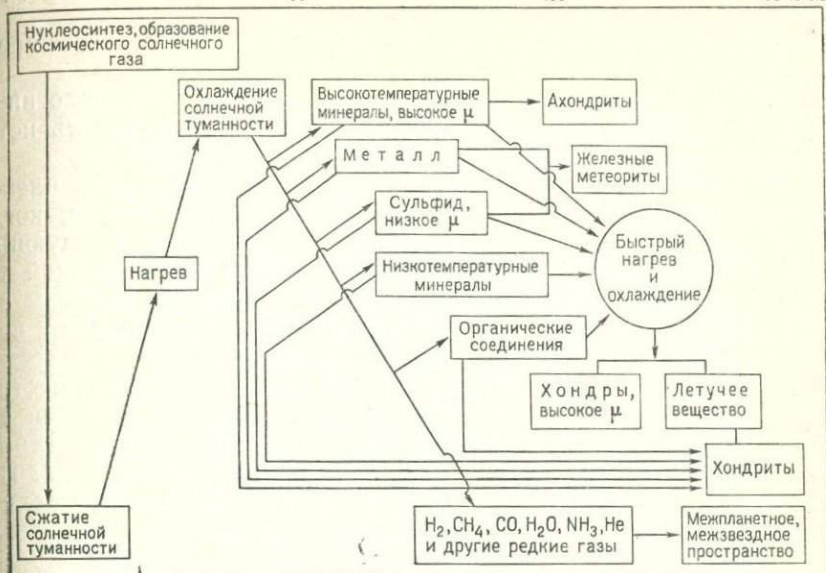 Нуклеосинтез, образование
космического солнечного
газа
Охлаждение
солнечной
туманности
Высокотемпературные
минералы, высокое μ
Ахондриты
Металл
Железные
метеориты
Сульфид,
низкое μ
Быстрый
нагрев
и
охлаждение
Нагрев
Низкотемпературные
минералы
Органические
соединения
Хондры,
высокое μ
Летучее
вещество
Хондриты
Сжатие
солнечной
туманности
H₂, CH₄, CO, H₂O, NH₃, He
и другие редкие газы
Межпланетное,
межзвездное
пространство